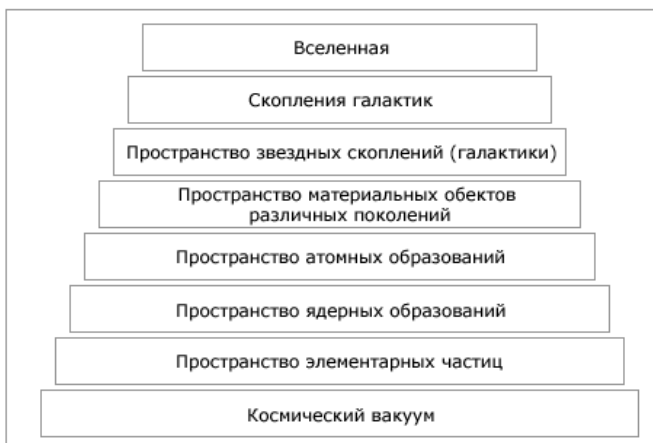 Вселенная
Скопления галактик
Пространство звездных скоплений (галактики)
Пространство материальных обектов
различных поколений
Пространство атомных образований
Пространство ядерных образований
Пространство элементарных частиц
Космический вакуум